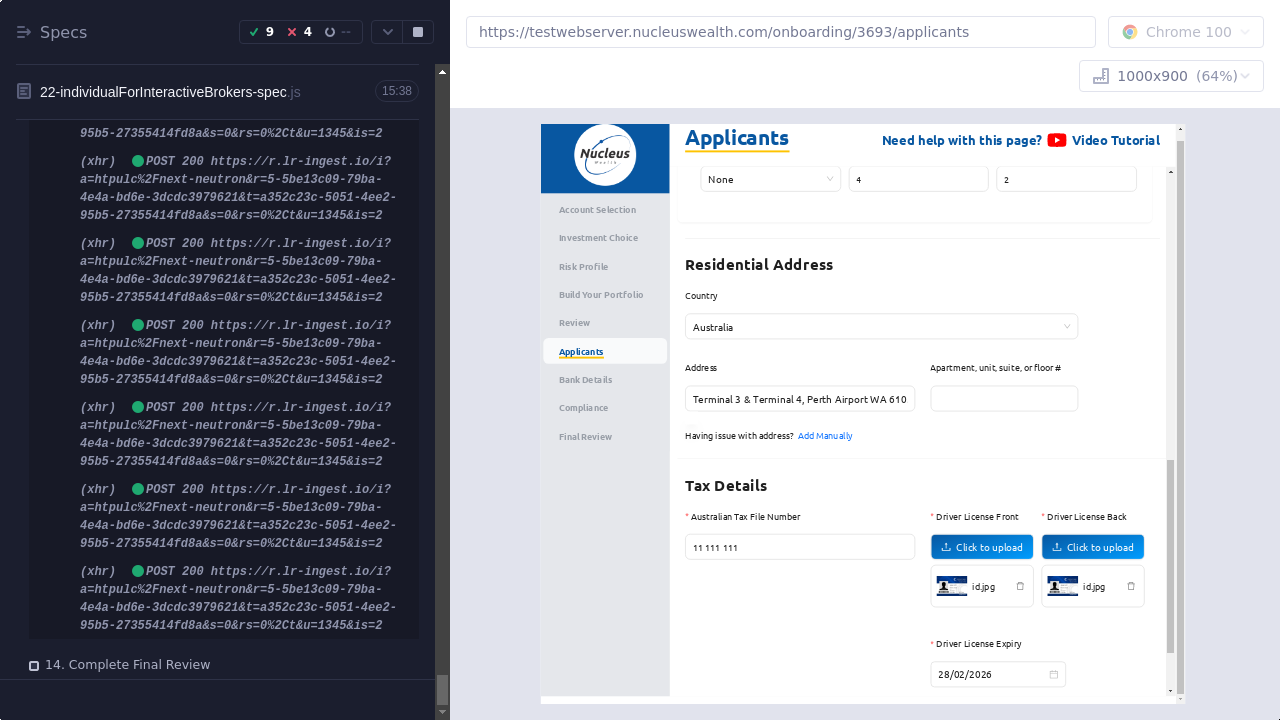 Specs
9
4
--
22-individualForInteractiveBrokers-spec.js
15:38
95b5-27355414fd8a&s=0&rs=0%2Ct&u=1345&is=2
(xhr) POST 200 https://r.lr-ingest.io/i?
a=htpulc%2Fnext-neutron&r=5-5be13c09-79ba-
4e4a-bd6e-3dcdc3979621&t=a352c23c-5051-4ee2-
95b5-27355414fd8a&s=0&rs=0%2Ct&u=1345&is=2
(xhr) POST 200 https://r.lr-ingest.io/i?
a=htpulc%2Fnext-neutron&r=5-5be13c09-79ba-
4e4a-bd6e-3dcdc3979621&t=a352c23c-5051-4ee2-
95b5-27355414fd8a&s=0&rs=0%2Ct&u=1345&is=2
(xhr) POST 200 https://r.lr-ingest.io/i?
a=htpulc%2Fnext-neutron&r=5-5be13c09-79ba-
4e4a-bd6e-3dcdc3979621&t=a352c23c-5051-4ee2-
95b5-27355414fd8a&s=0&rs=0%2Ct&u=1345&is=2
(xhr) POST 200 https://r.lr-ingest.io/i?
a=htpulc%2Fnext-neutron&r=5-5be13c09-79ba-
4e4a-bd6e-3dcdc3979621&t=a352c23c-5051-4ee2-
95b5-27355414fd8a&s=0&rs=0%2Ct&u=1345&is=2
(xhr) POST 200 https://r.lr-ingest.io/i?
a=htpulc%2Fnext-neutron&r=5-5be13c09-79ba-
4e4a-bd6e-3dcdc3979621&t=a352c23c-5051-4ee2-
95b5-27355414fd8a&s=0&rs=0%2Ct&u=1345&is=2
(xhr) POST 200 https://r.lr-ingest.io/i?
a=htpulc%2Fnext-neutron&r=5-5be13c09-79ba-
4e4a-bd6e-3dcdc3979621&t=a352c23c-5051-4ee2-
95b5-27355414fd8a&s=0&rs=0%2Ct&u=1345&is=2
14. Complete Final Review
https://testwebserver.nucleuswealth.com/onboarding/3693/applicants
Chrome 100
1000x900 (64%)
Nucleus
Wealth
Account Selection
Investment Choice
Risk Profile
Build Your Portfolio
Review
Applicants
Bank Details
Compliance
Final Review
Applicants
Need help with this page? Video Tutorial
None
4
2
Residential Address
Country
Australia
Address
Apartment, unit, suite, or floor #
Terminal 3 & Terminal 4, Perth Airport WA 610
Having issue with address? Add Manually
Tax Details
* Australian Tax File Number
* Driver License Front
* Driver License Back
11 111 111
Click to upload
Click to upload
id.jpg
id.jpg
* Driver License Expiry
28/02/2026